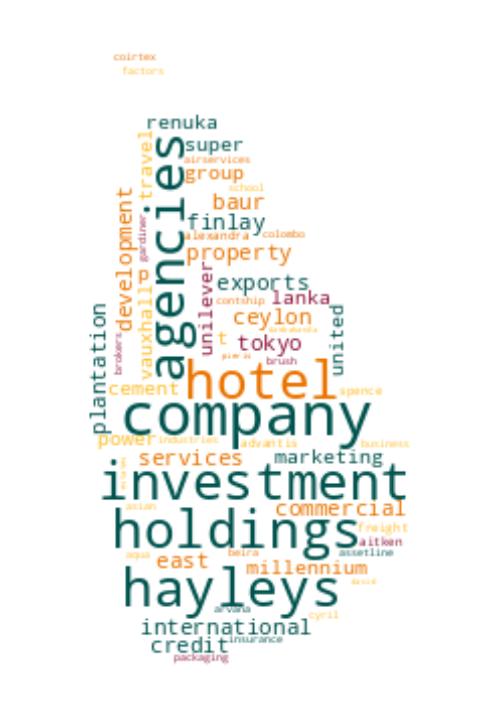 coirtex
factors
renuka
agencies
super
travel
airservices
group
school
development
baur
finlay
gardiner
alexandra
colombo
property
p
unilever
exports
contship
lanka
vauxhall
ceylon
plantation
united
t
tokyo
brokers
brush
hotel
cement
spence
company
power
industries
advantis
business
services
marketing
investment
commercial
asian
holdings
freight
aitken
aqua
east
beira
assetline
millennium
hayleys
david
arvana
cyril
international
credit
insurance
packaging